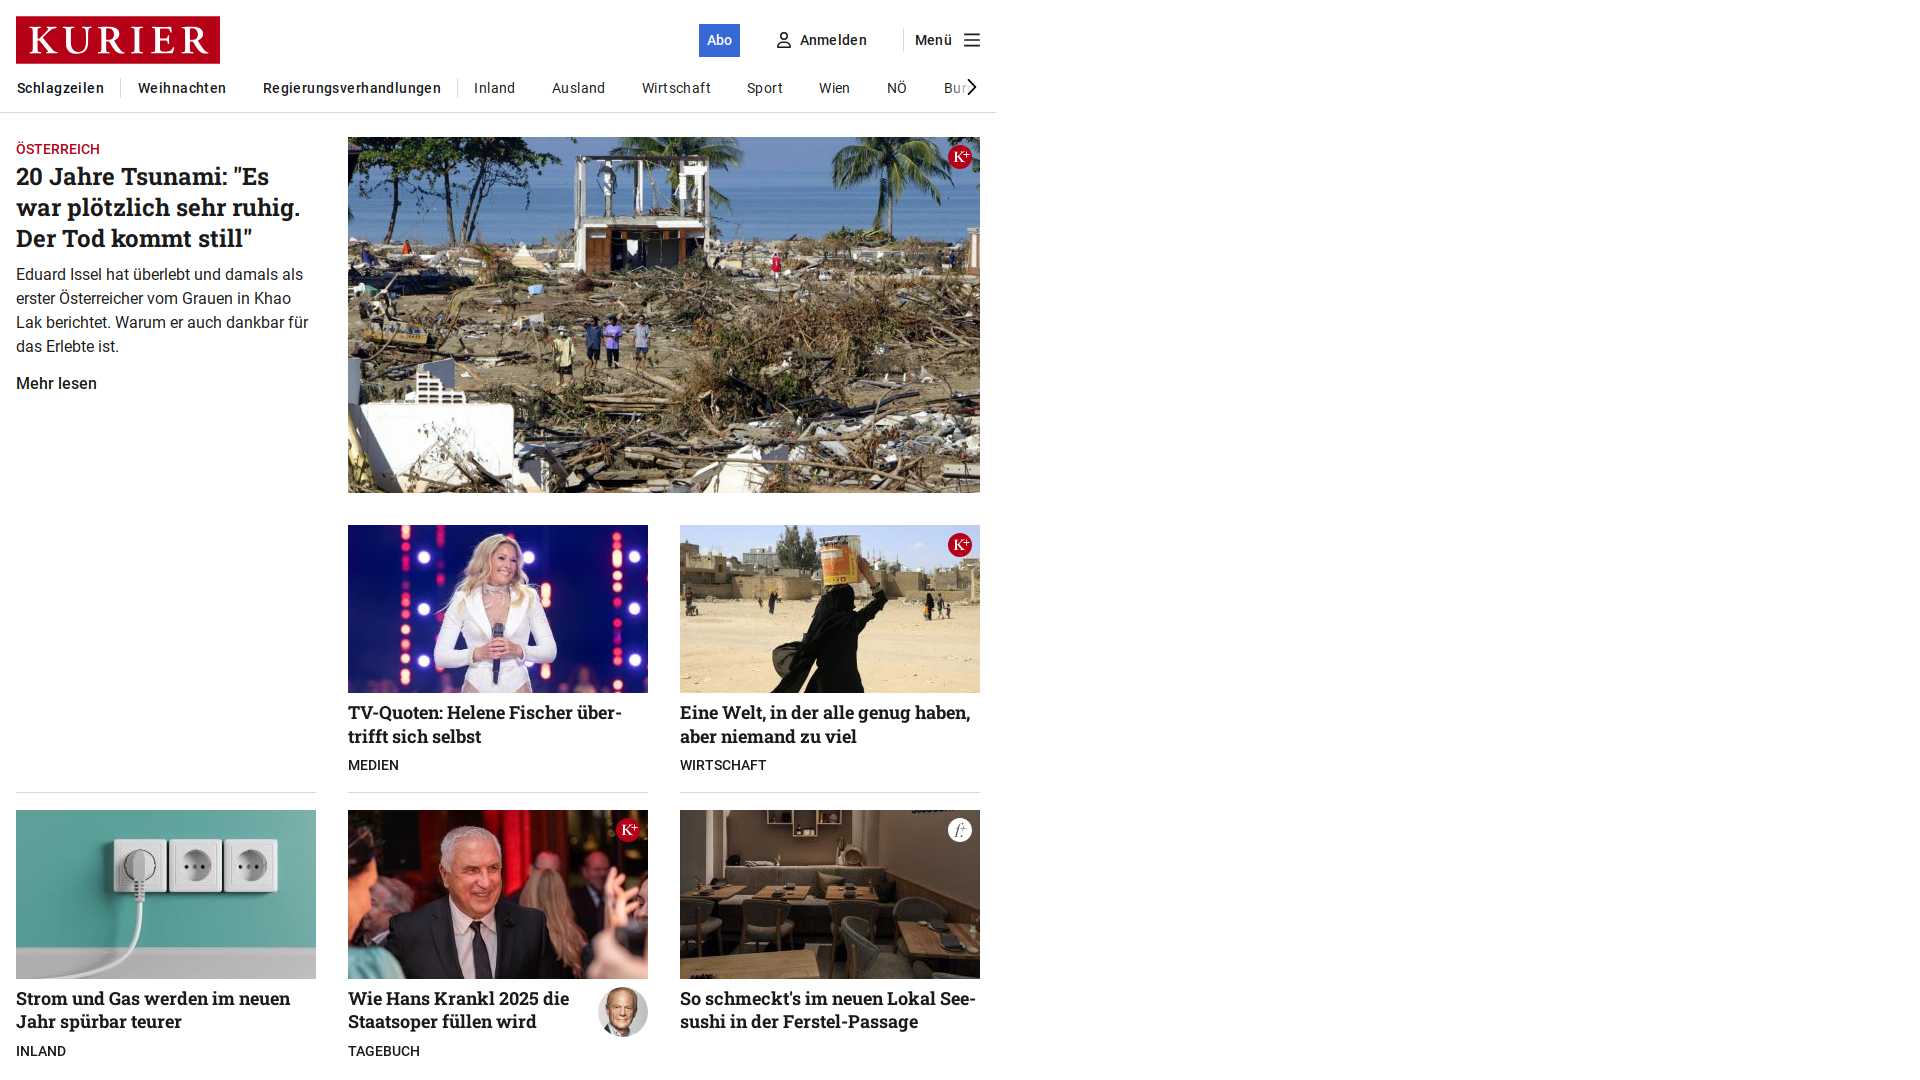 KURIER
Abo
Anmelden
Menü
Schlagzeilen
Weihnachten
Regierungsverhandlungen
Inland
Ausland
Wirtschaft
Sport
Wien
NÖ
Bur
ÖSTERREICH
20 Jahre Tsunami: "Es
war plötzlich sehr ruhig.
Der Tod kommt still"
Eduard Issel hat überlebt und damals als
erster Österreicher vom Grauen in Khao
Lak berichtet. Warum er auch dankbar für
das Erlebte ist.
Mehr lesen
K+
K+
TV-Quoten: Helene Fischer über-
trifft sich selbst
MEDIEN
Eine Welt, in der alle genug haben,
aber niemand zu viel
WIRTSCHAFT
K+
f+
Strom und Gas werden im neuen
Jahr spürbar teurer
INLAND
Wie Hans Krankl 2025 die
Staatsoper füllen wird
TAGEBUCH
So schmeckt's im neuen Lokal See-
sushi in der Ferstel-Passage